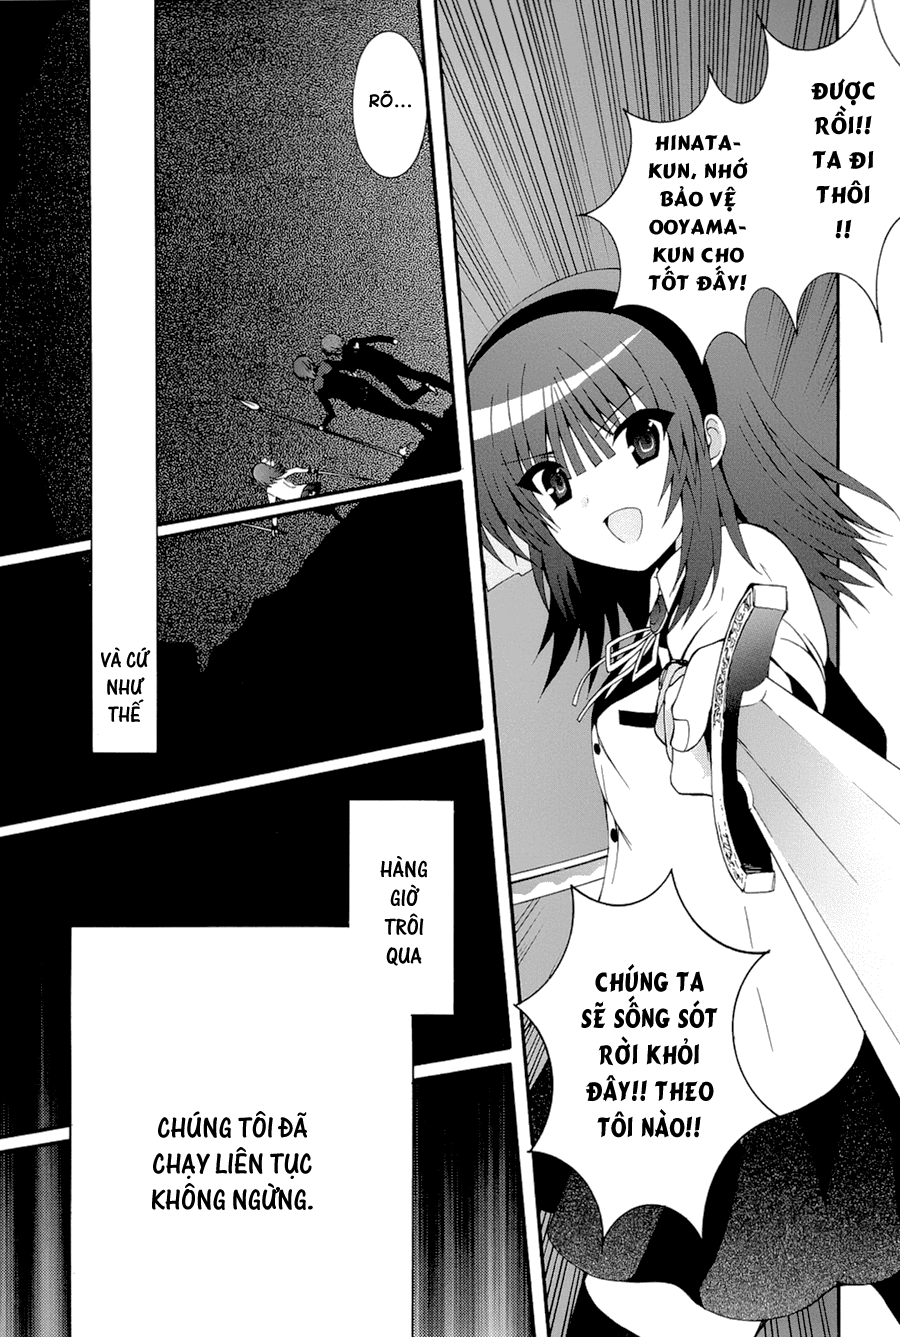 ĐƯỢC
RỒI!!
TA ĐI
THÔI
!!
HINATA-
KUN, NHỚ
BẢO VỆ
OOYAMA-
KUN CHO
TỐT ĐẤY!
CHÚNG TA
SẼ SỐNG SÓT
RỜI KHỎI
ĐÂY!! THEO
TÔI NÀO!!
RÕ...
VÀ CỨ
NHƯ
THẾ
HÀNG
GIỜ
TRÔI
QUA
CHÚNG TÔI ĐÃ
CHẠY LIÊN TỤC
KHÔNG NGỪNG.